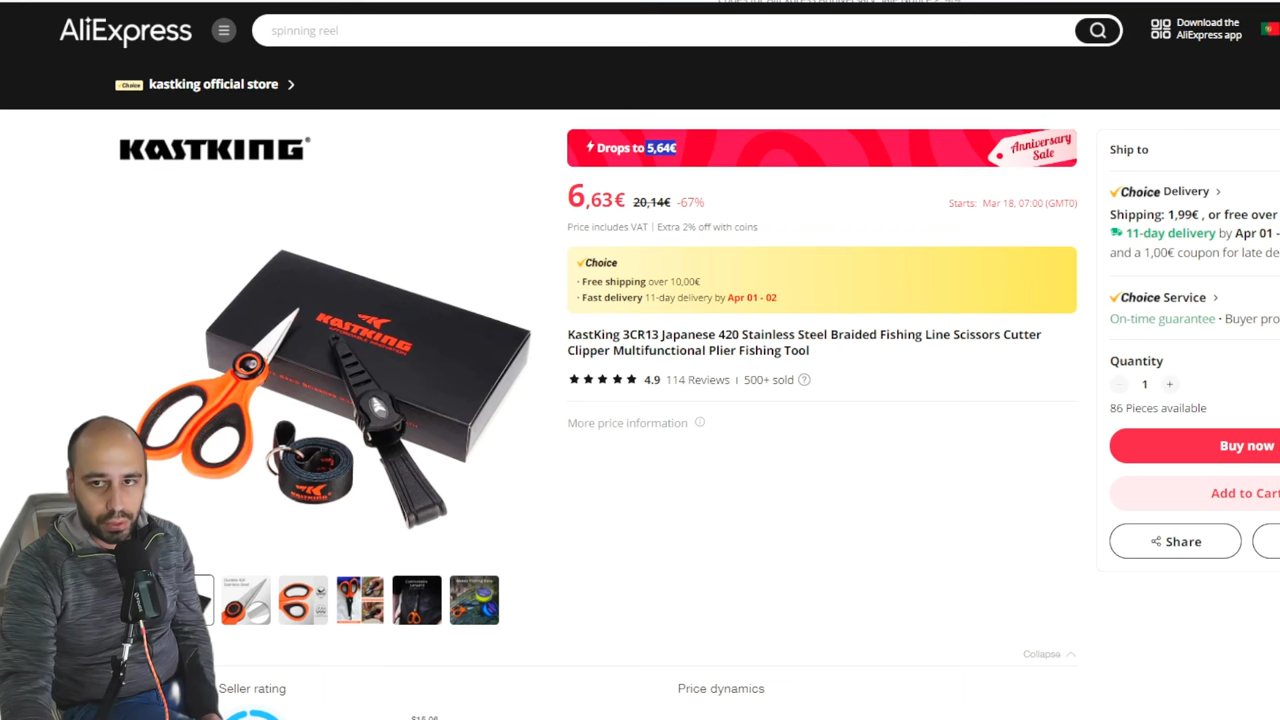 AliExpress
spinning reel
Download the
AliExpress app
Choice kastking official store
KASTKING®
Drops to 5,64€
Anniversary
Sale
6,63€ 20,14€ -67%
Starts: Mar 18, 07:00 (GMT0)
Price includes VAT | Extra 2% off with coins
Choice
· Free shipping over 10,00€
· Fast delivery 11-day delivery by Apr 01 - 02
KastKing 3CR13 Japanese 420 Stainless Steel Braided Fishing Line Scissors Cutter
Clipper Multifunctional Plier Fishing Tool
4.9 114 Reviews 500+ sold
More price information
Ship to
Choice Delivery
Shipping: 1,99€ , or free over
11-day delivery by Apr 01 -
and a 1,00€ coupon for late de
Choice Service
On-time guarantee • Buyer pro
Quantity
1
86 Pieces available
Buy now
Add to Cart
Share
KASTKING
KASTKING
Collapse
Seller rating
Price dynamics